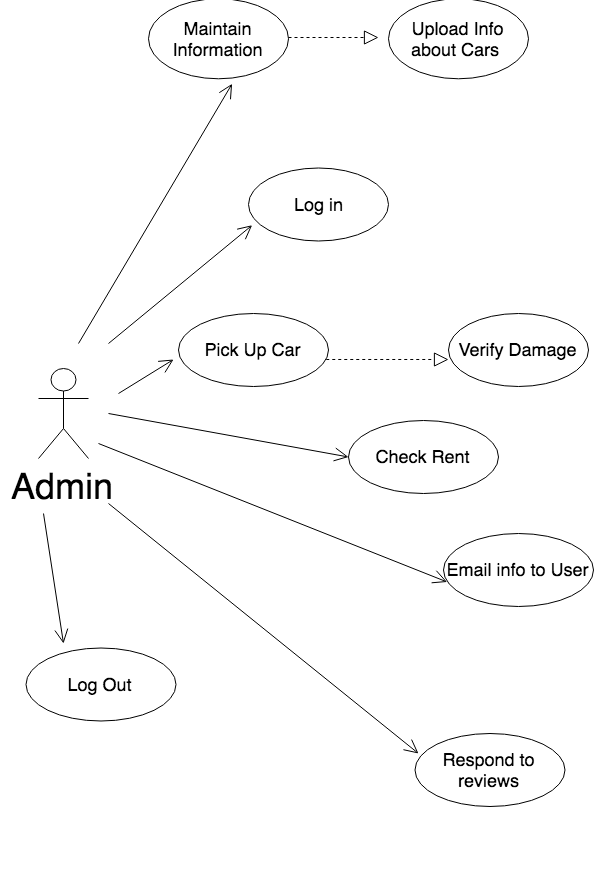 Maintain
Information
Upload Info
about Cars
Log in
Pick Up Car
Verify Damage
Check Rent
Admin
Email info to User
Log Out
Respond to
reviews